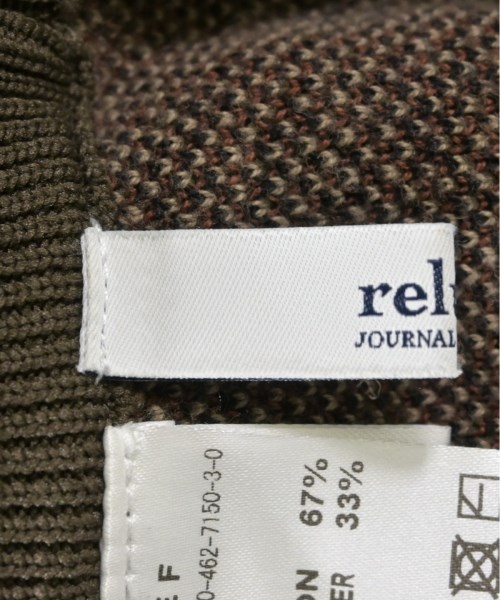 rel
JOURNAL
F
0-462-7150-3-0
ON 67%
ER 33%